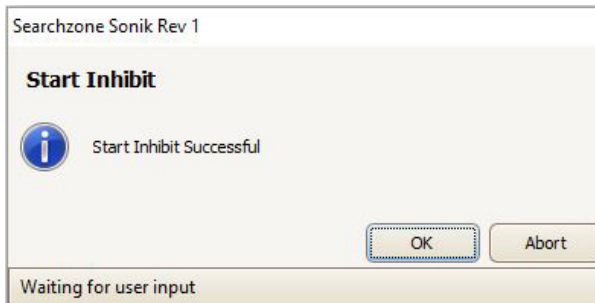 Searchzone Sonik Rev 1
Start Inhibit
Start Inhibit Successful
OK Abort
Waiting for user input